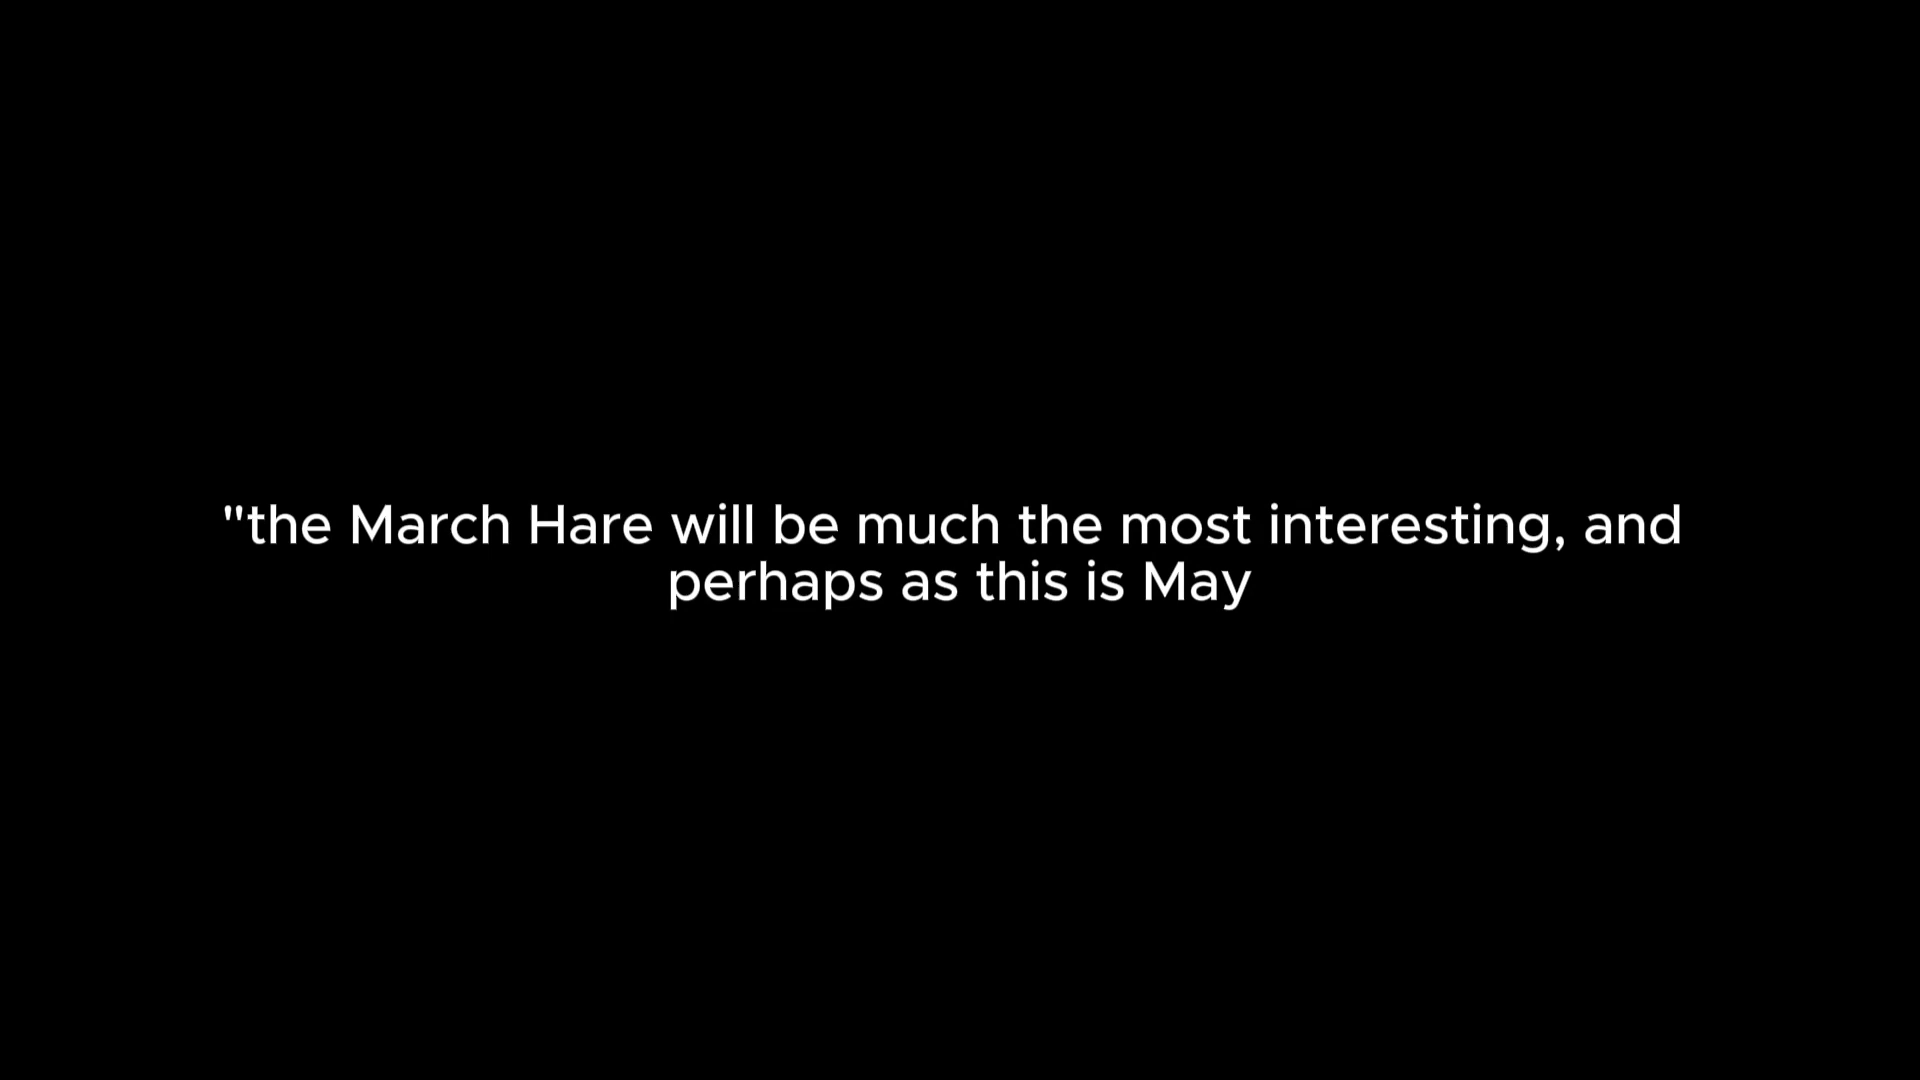 "the March Hare will be much the most interesting, and
perhaps as this is May